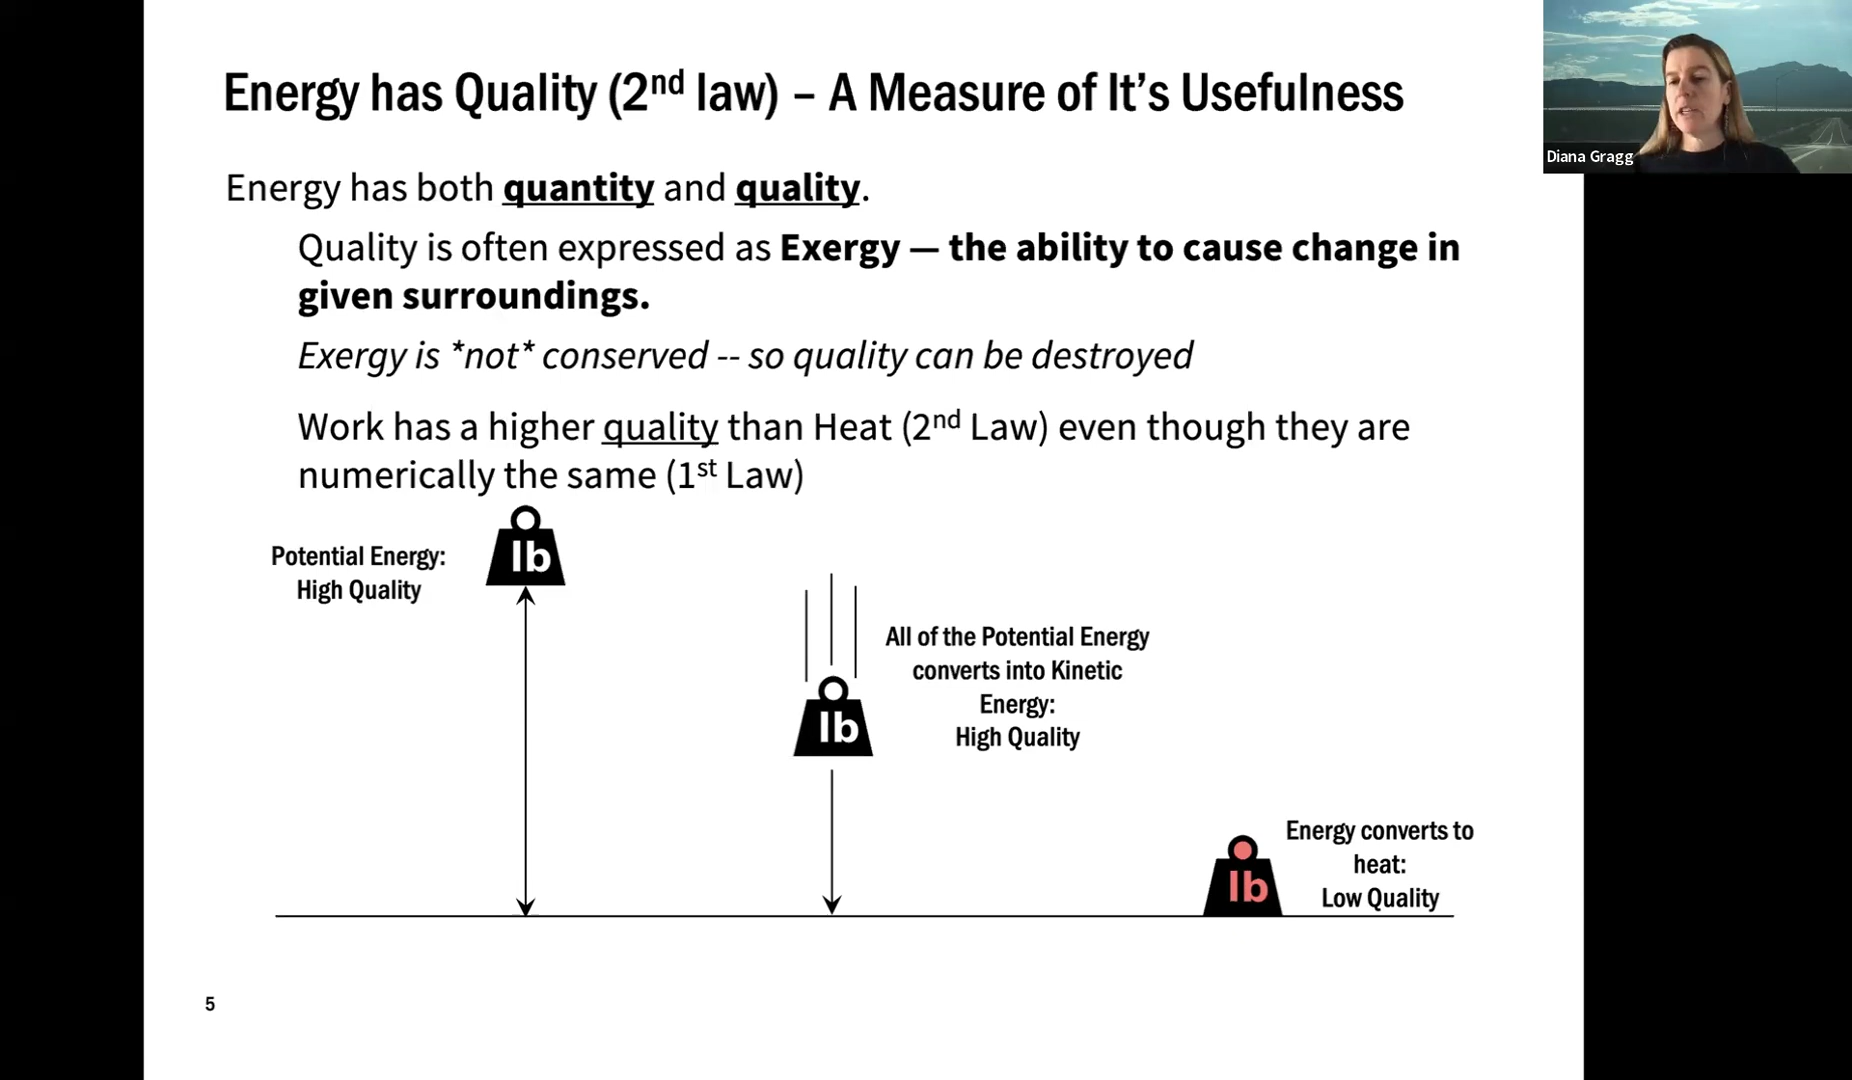 Energy has Quality (2nd law) – A Measure of It's Usefulness
Diana Gragg
Energy has both quantity and quality.
Quality is often expressed as Exergy — the ability to cause change in
given surroundings.
Exergy is *not* conserved -- so quality can be destroyed
Work has a higher quality than Heat (2nd Law) even though they are
numerically the same (1st Law)
Potential Energy:
High Quality
lb
lb
All of the Potential Energy
converts into Kinetic
Energy:
High Quality
lb
Energy converts to
heat:
Low Quality
5